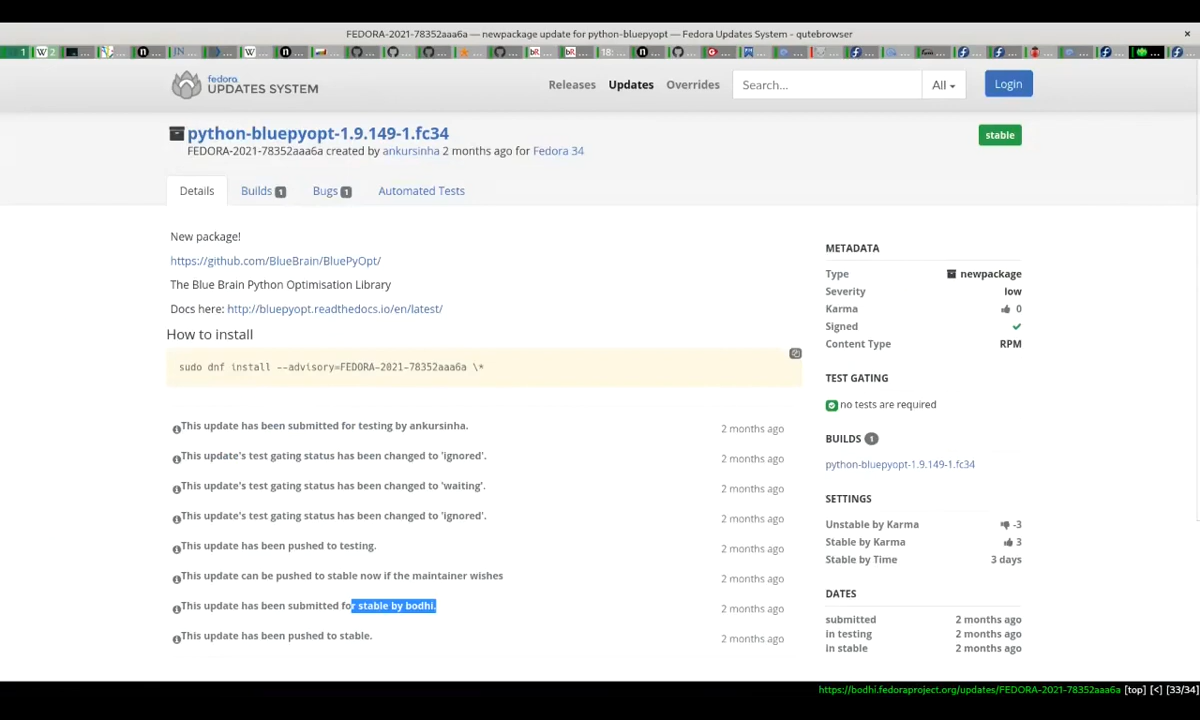 FEDORA-2021-78352aaa6a — newpackage update for python-bluepyopt — Fedora Updates System - qutebrowser
fedora
UPDATES SYSTEM
Releases Updates Overrides Search... All Login
python-bluepyopt-1.9.149-1.fc34
stable
FEDORA-2021-78352aaa6a created by ankursinha 2 months ago for Fedora 34
Details Builds 1 Bugs 1 Automated Tests
New package!
https://github.com/BlueBrain/BluePyOpt/
The Blue Brain Python Optimisation Library
Docs here: http://bluepyopt.readthedocs.io/en/latest/
How to install
sudo dnf install --advisory=FEDORA-2021-78352aaa6a \*
This update has been submitted for testing by ankursinha. 2 months ago
This update's test gating status has been changed to 'ignored'. 2 months ago
This update's test gating status has been changed to 'waiting'. 2 months ago
This update's test gating status has been changed to 'ignored'. 2 months ago
This update has been pushed to testing. 2 months ago
This update can be pushed to stable now if the maintainer wishes 2 months ago
This update has been submitted for stable by bodhi. 2 months ago
This update has been pushed to stable. 2 months ago
METADATA
Type newpackage
Severity low
Karma 0
Signed
Content Type RPM
TEST GATING
no tests are required
BUILDS 1
python-bluepyopt-1.9.149-1.fc34
SETTINGS
Unstable by Karma -3
Stable by Karma 3
Stable by Time 3 days
DATES
submitted 2 months ago
in testing 2 months ago
in stable 2 months ago
https://bodhi.fedoraproject.org/updates/FEDORA-2021-78352aaa6a [top] [<] [33/34]